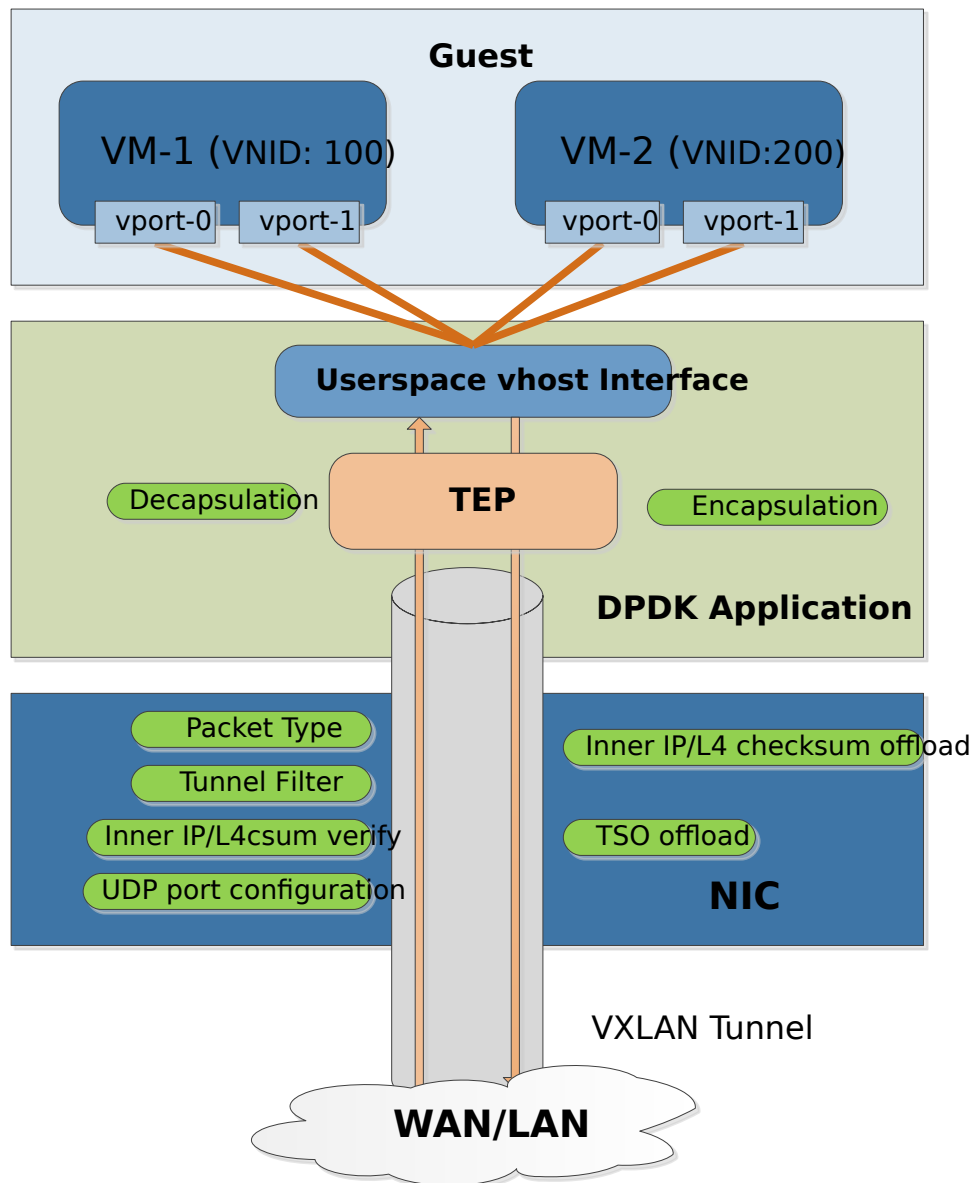 Guest
VM-1 (VNID: 100)
VM-2 (VNID:200)
vport-0
vport-1
vport-0
vport-1
Userspace vhost Interface
Decapsulation
TEP
Encapsulation
DPDK Application
Packet Type
Inner IP/L4 checksum offload
Tunnel Filter
Inner IP/L4csum verify
TSO offload
UDP port configuration
NIC
VXLAN Tunnel
WAN/LAN